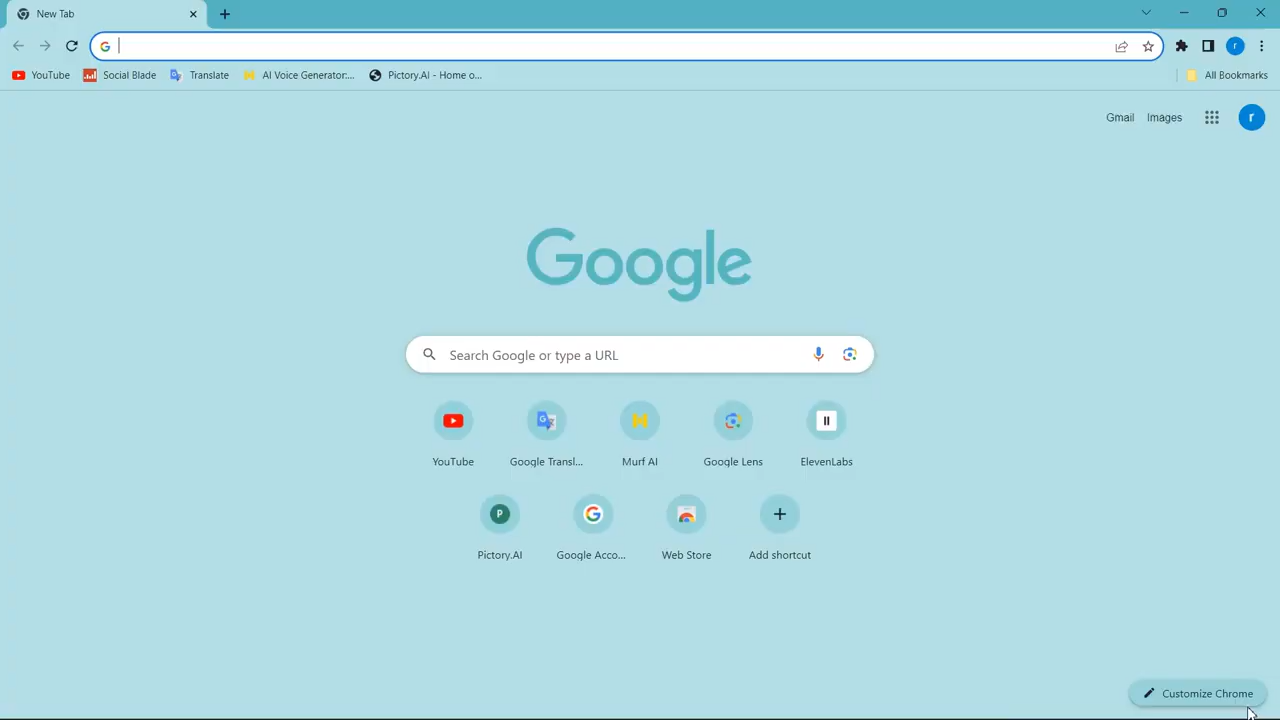 New Tab
YouTube Social Blade Translate AI Voice Generator:... Pictory.AI - Home o... All Bookmarks
Gmail Images r
Google
Search Google or type a URL
YouTube Google Transl... Murf AI Google Lens ElevenLabs
P
Pictory.AI Google Acco... Web Store Add shortcut
Customize Chrome